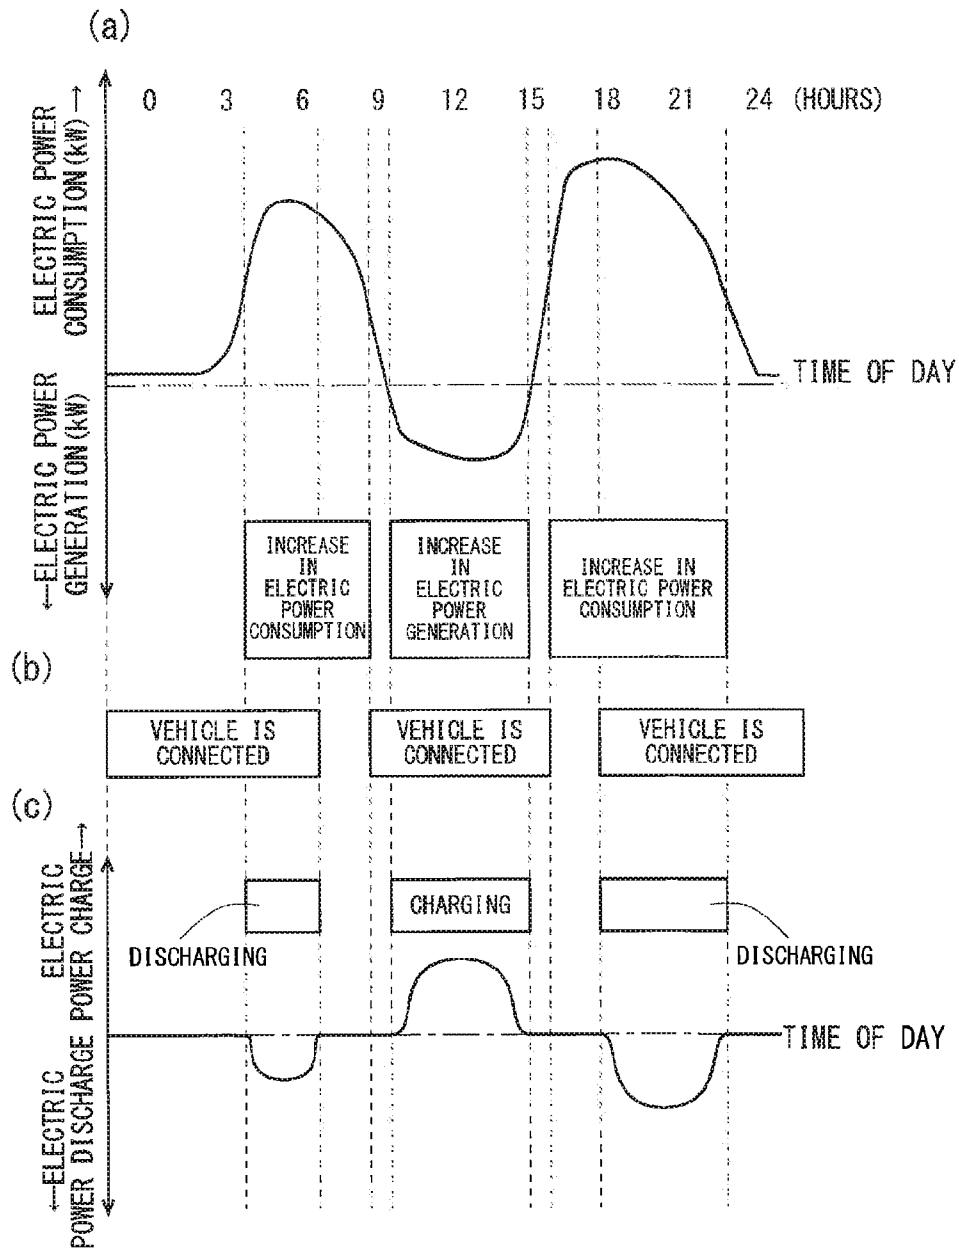 (a)
0 3 6 9 12 15 18 21 24 (HOURS)
ELECTRIC POWER →
CONSUMPTION(kW)
←ELECTRIC POWER
GENERATION(kW)
TIME OF DAY
INCREASE
IN
ELECTRIC
POWER
CONSUMPTION
INCREASE
IN
ELECTRIC
POWER
GENERATION
INCREASE IN
ELECTRIC POWER
CONSUMPTION
(b)
VEHICLE IS
CONNECTED
VEHICLE IS
CONNECTED
VEHICLE IS
CONNECTED
(c)
ELECTRIC
POWER CHARGE→
←ELECTRIC
POWER DISCHARGE
DISCHARGING
CHARGING
DISCHARGING
TIME OF DAY